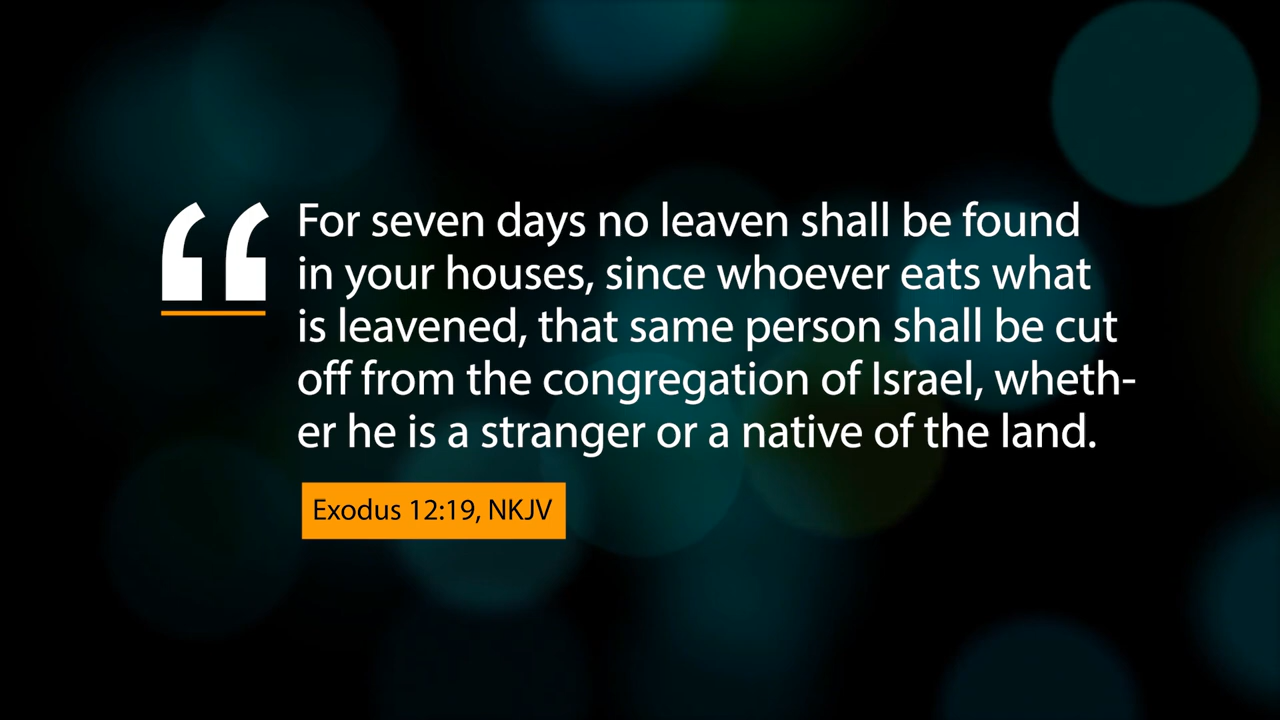 “
For seven days no leaven shall be found
in your houses, since whoever eats what
is leavened, that same person shall be cut
off from the congregation of Israel, wheth-
er he is a stranger or a native of the land.
Exodus 12:19, NKJV